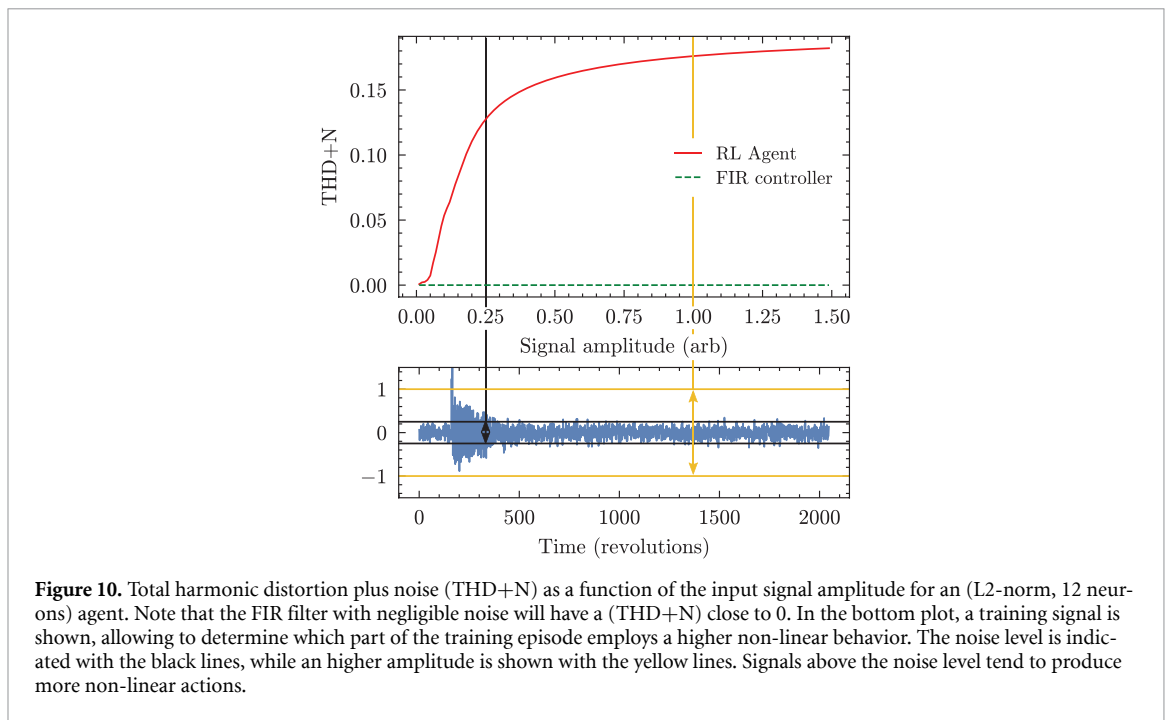 0.15
0.10
0.05
0.00
THD+N
RL Agent
FIR controller
0.00 0.25 0.50 0.75 1.00 1.25 1.50
Signal amplitude (arb)
1
0
−1
0 500 1000 1500 2000
Time (revolutions)
Figure 10. Total harmonic distortion plus noise (THD+N) as a function of the input signal amplitude for an (L2-norm, 12 neur-
ons) agent. Note that the FIR filter with negligible noise will have a (THD+N) close to 0. In the bottom plot, a training signal is
shown, allowing to determine which part of the training episode employs a higher non-linear behavior. The noise level is indic-
ated with the black lines, while an higher amplitude is shown with the yellow lines. Signals above the noise level tend to produce
more non-linear actions.